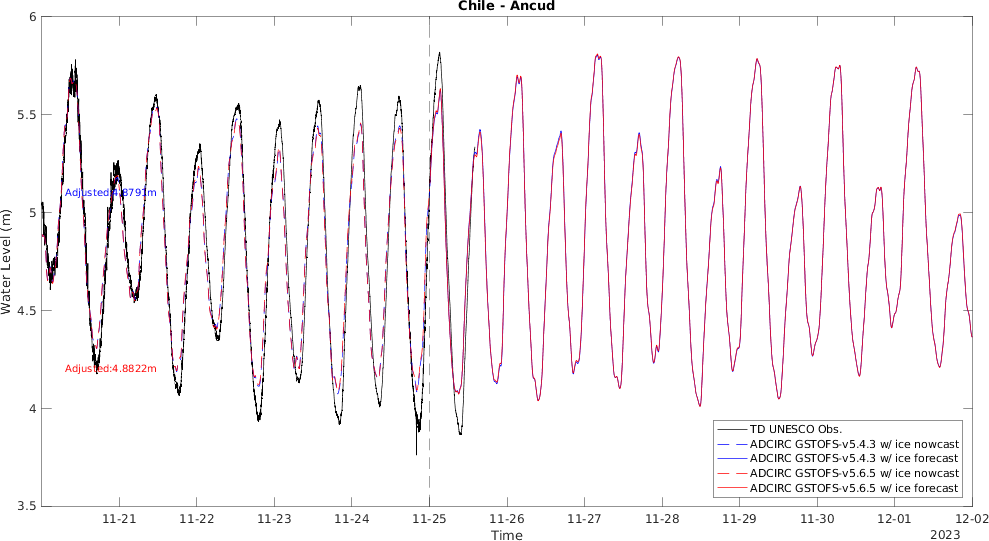 Chile - Ancud
6
5.5
5
4.5
4
3.5
Water Level (m)
Adjusted:4.8791m
Adjusted:4.8822m
TD UNESCO Obs.
ADCIRC GSTOFS-v5.4.3 w/ ice nowcast
ADCIRC GSTOFS-v5.4.3 w/ ice forecast
ADCIRC GSTOFS-v5.6.5 w/ ice nowcast
ADCIRC GSTOFS-v5.6.5 w/ ice forecast
11-21 11-22 11-23 11-24 11-25 11-26 11-27 11-28 11-29 11-30 12-01 12-02
Time
2023